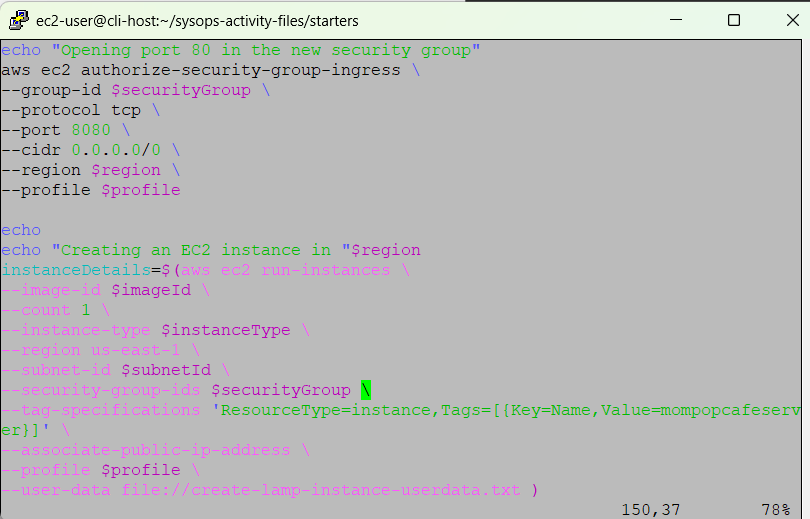 ec2-user@cli-host:~/sysops-activity-files/starters
echo "Opening port 80 in the new security group"
aws ec2 authorize-security-group-ingress \
--group-id $securityGroup \
--protocol tcp \
--port 8080 \
--cidr 0.0.0.0/0 \
--region $region \
--profile $profile
echo
echo "Creating an EC2 instance in "$region
instanceDetails=$(aws ec2 run-instances \
--image-id $imageId \
--count 1 \
--instance-type $instanceType \
--region us-east-1 \
--subnet-id $subnetId \
--security-group-ids $securityGroup \
--tag-specifications 'ResourceType=instance,Tags=[{Key=Name,Value=mompopcafeserv
er}]' \
--associate-public-ip-address \
--profile $profile \
--user-data file://create-lamp-instance-userdata.txt )
150,37 78%